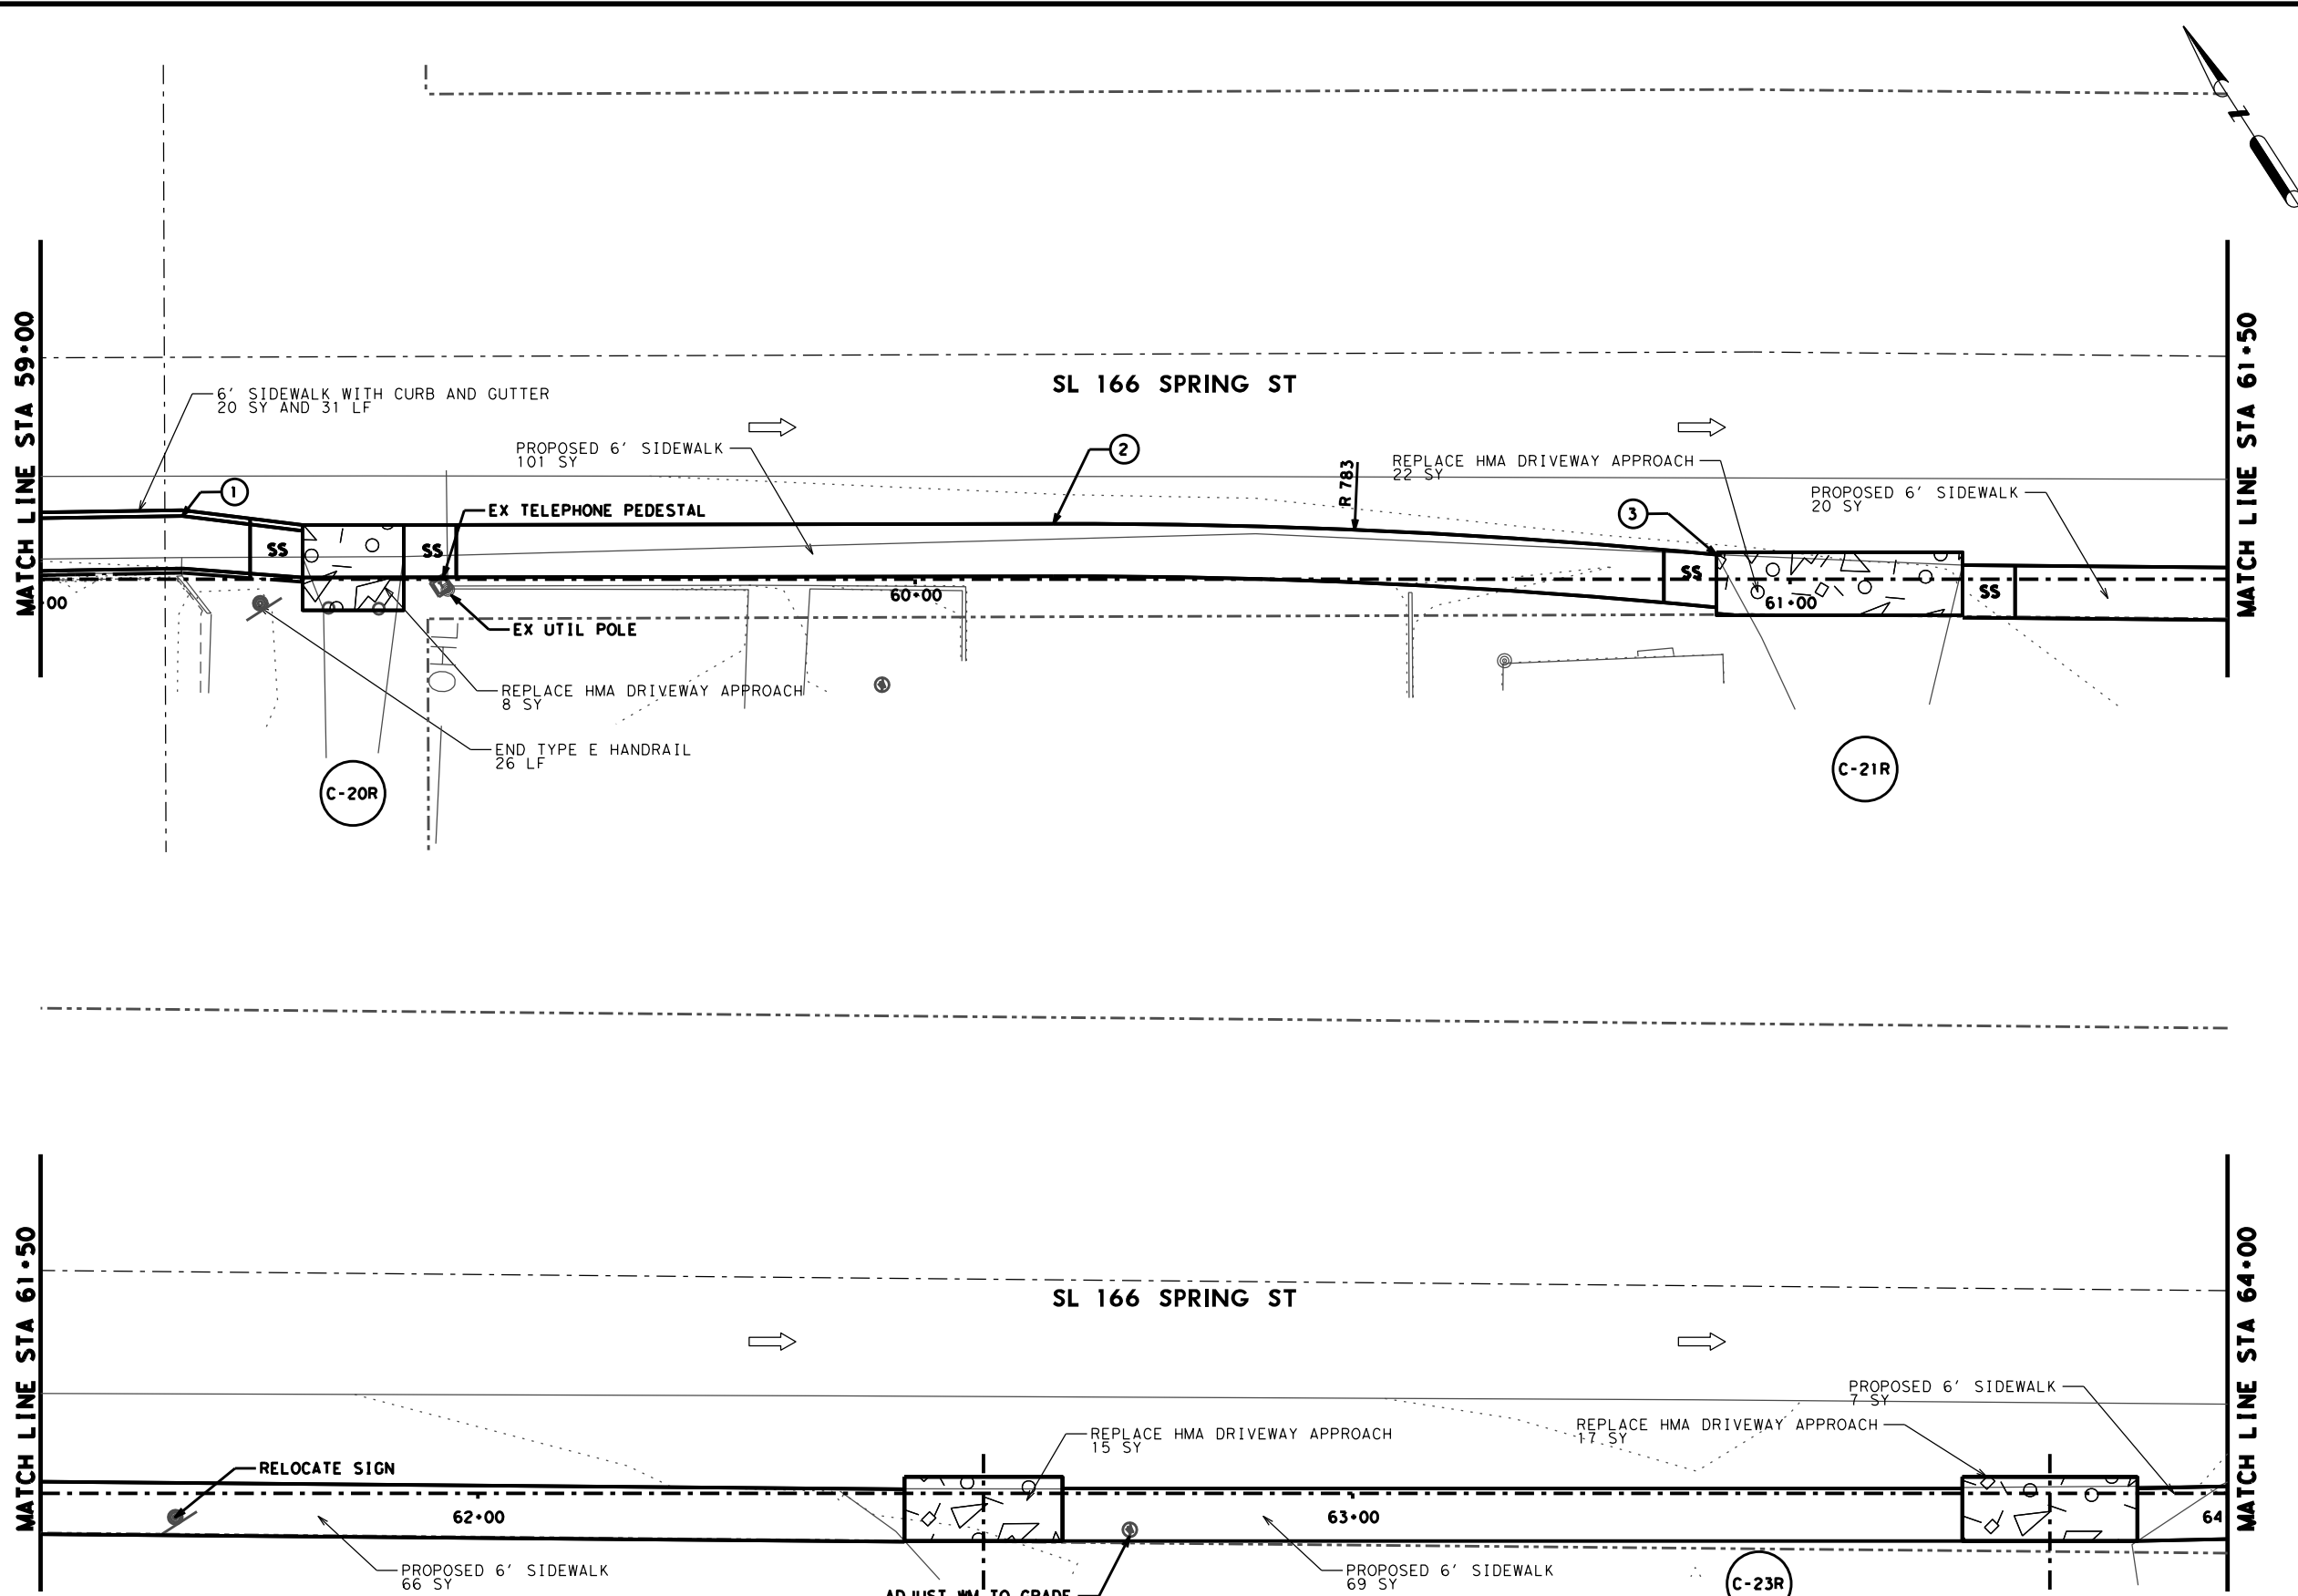 Z
MATCH LINE STA 59+00
MATCH LINE STA 61+50
SL 166 SPRING ST
6' SIDEWALK WITH CURB AND GUTTER
20 SY AND 31 LF
PROPOSED 6' SIDEWALK
101 SY
2
R 783
REPLACE HMA DRIVEWAY APPROACH
22 SY
1
EX TELEPHONE PEDESTAL
3
PROPOSED 6' SIDEWALK
20 SY
SS
SS
SS
SS
+00
60+00
61+00
EX UTIL POLE
OH
REPLACE HMA DRIVEWAY APPROACH
8 SY
END TYPE E HANDRAIL
26 LF
C-20R
C-21R
MATCH LINE STA 61+50
MATCH LINE STA 64+00
SL 166 SPRING ST
PROPOSED 6' SIDEWALK
7 SY
REPLACE HMA DRIVEWAY APPROACH
15 SY
REPLACE HMA DRIVEWAY APPROACH
17 SY
RELOCATE SIGN
62+00
63+00
64
PROPOSED 6' SIDEWALK
66 SY
ADJUST WM TO GRADE
PROPOSED 6' SIDEWALK
69 SY
C-23R